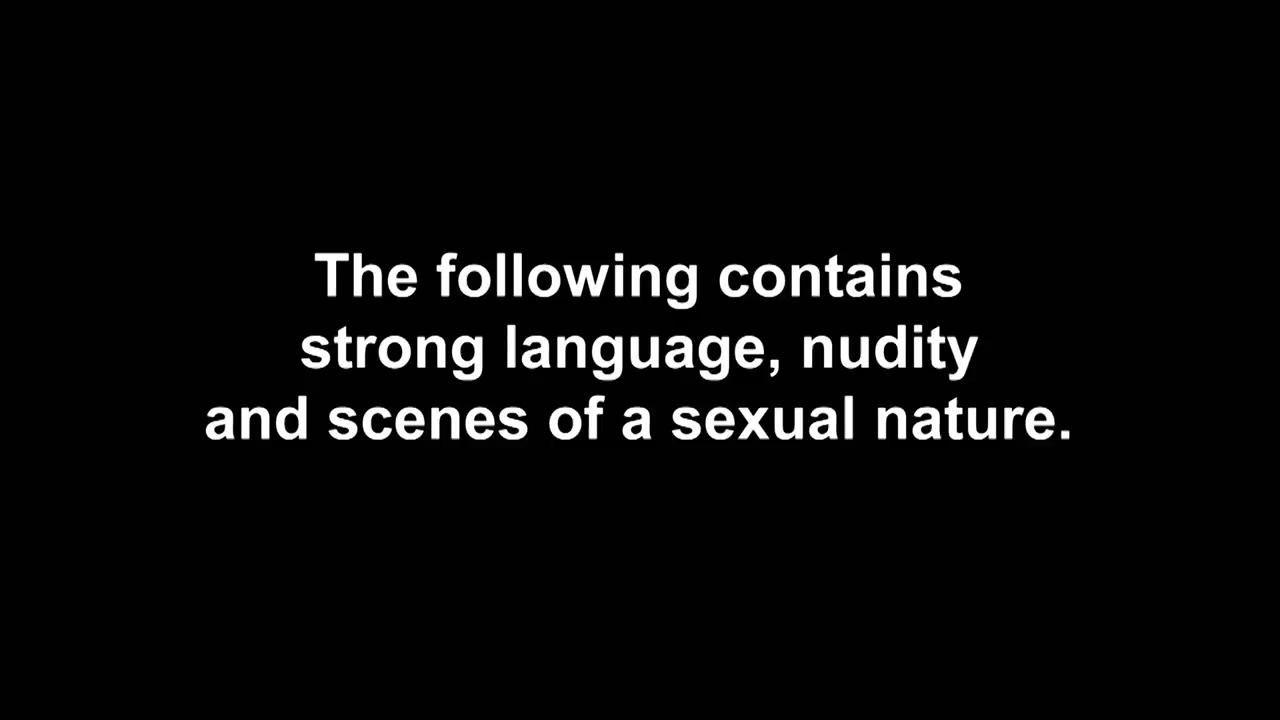 The following contains
strong language, nudity
and scenes of a sexual nature.